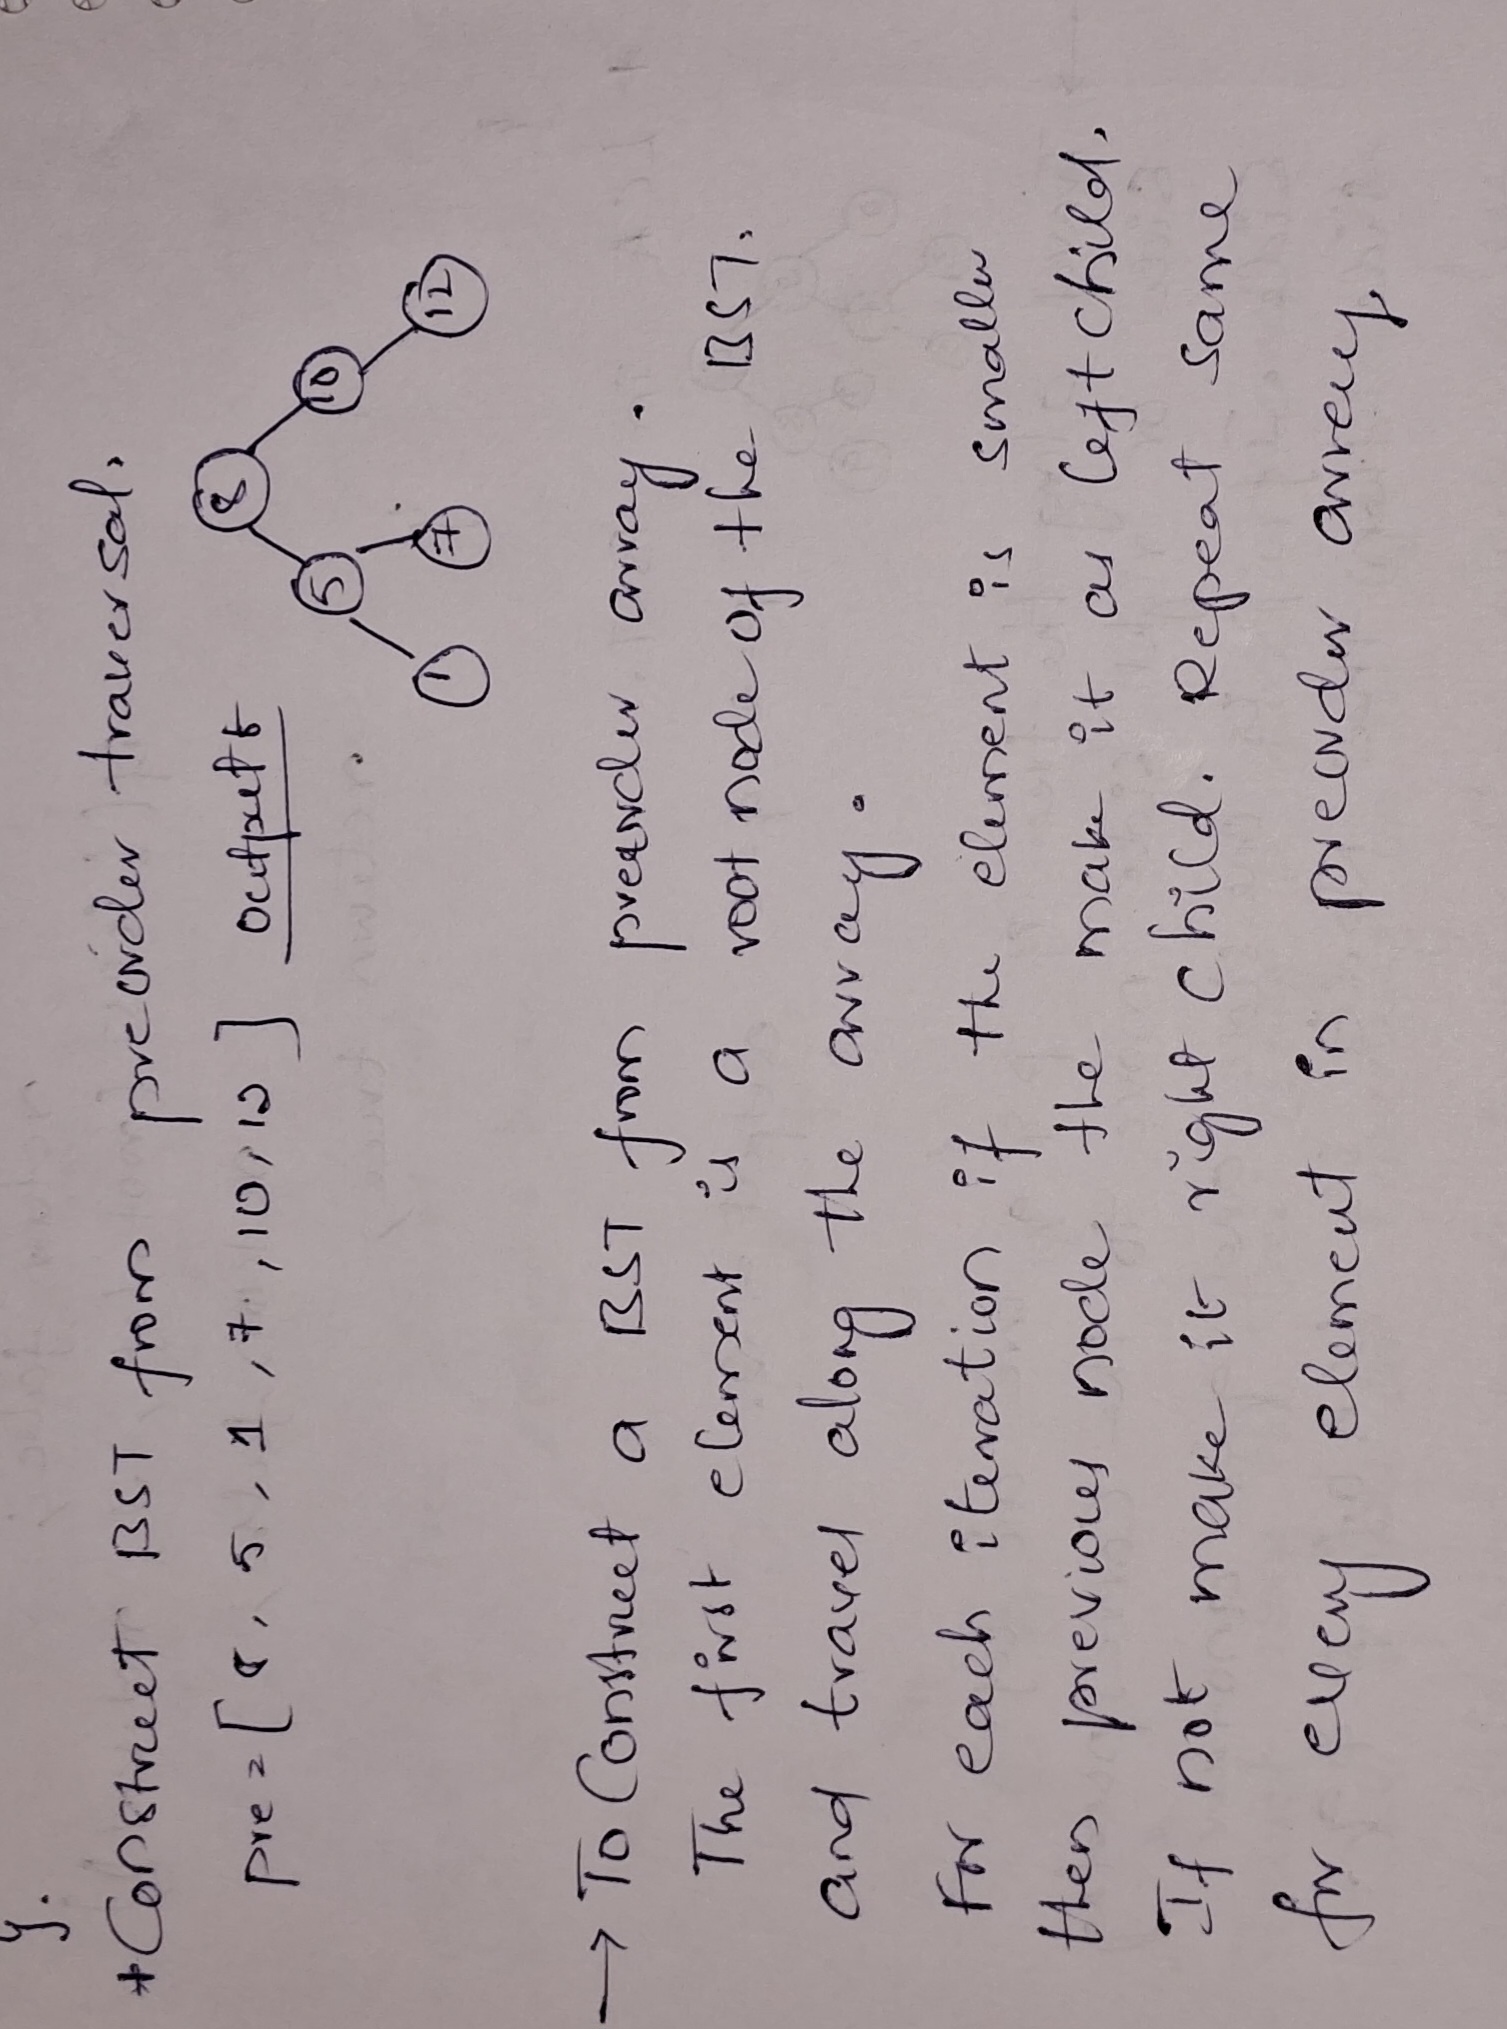 y.
* Construct BST from preorder traversal.
pre = [8, 5, 1, 7, 10, 12] output
8
5 10
1 7 12
→ To Construct a BST from preorder array.
The first element is a root node of the BST.
and travel along the array.
For each iteration if the element is smaller
then previous node the make it as left child.
If not make it right child. Repeat same
for every element in preorder array.